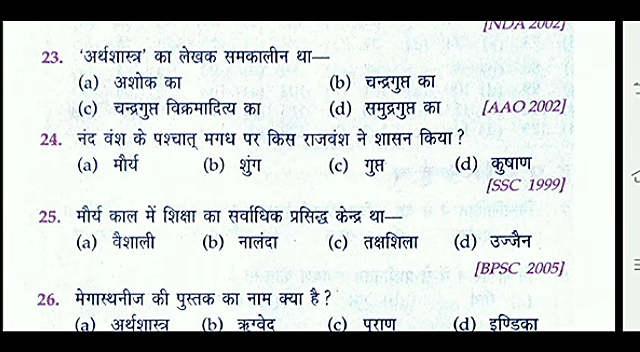 [NDA 2002]
23. 'अर्थशास्त्र' का लेखक समकालीन था—
(a) अशोक का (b) चन्द्रगुप्त का
(c) चन्द्रगुप्त विक्रमादित्य का (d) समुद्रगुप्त का [AAO 2002]
24. नंद वंश के पश्चात् मगध पर किस राजवंश ने शासन किया?
(a) मौर्य (b) शुंग (c) गुप्त (d) कुषाण
[SSC 1999]
25. मौर्य काल में शिक्षा का सर्वाधिक प्रसिद्ध केन्द्र था—
(a) वैशाली (b) नालंदा (c) तक्षशिला (d) उज्जैन
[BPSC 2005]
26. मेगास्थनीज की पुस्तक का नाम क्या है?
(a) अर्थशास्त्र (b) ऋग्वेद (c) पुराण (d) इण्डिका